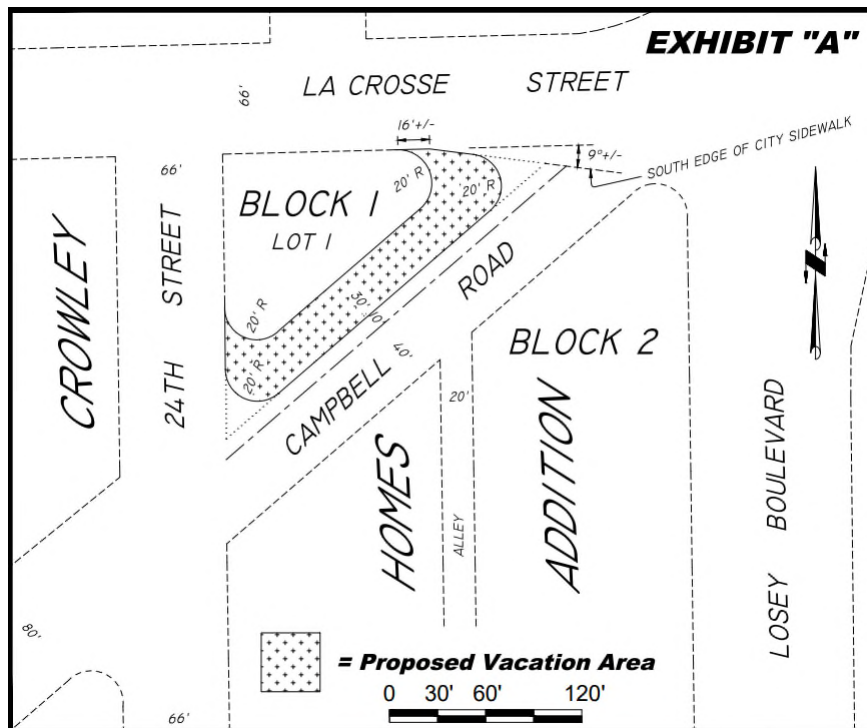 EXHIBIT "A"
LA CROSSE STREET
66'
16'+/-
9°+/-
SOUTH EDGE OF CITY SIDEWALK
66'
20' R
20' R
BLOCK 1
LOT 1
CROWLEY
24TH STREET
20' R
20' R
30'
10'
40'
CAMPBELL ROAD
BLOCK 2
20'
HOMES
ALLEY
ADDITION
LOSEY BOULEVARD
80'
66'
= Proposed Vacation Area
0 30' 60' 120'